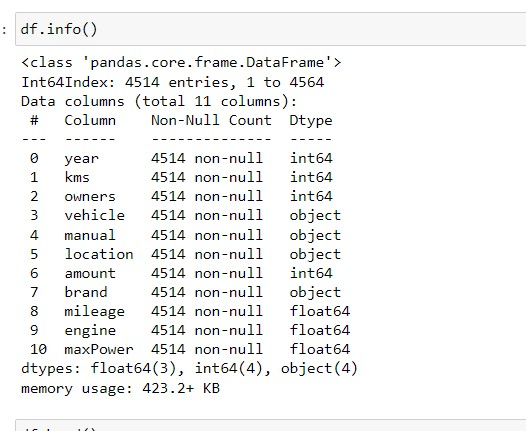 : df.info()
<class 'pandas.core.frame.DataFrame'>
Int64Index: 4514 entries, 1 to 4564
Data columns (total 11 columns):
 #   Column    Non-Null Count  Dtype
---  ------    --------------  -----
 0   year      4514 non-null   int64
 1   kms       4514 non-null   int64
 2   owners    4514 non-null   int64
 3   vehicle   4514 non-null   object
 4   manual    4514 non-null   object
 5   location  4514 non-null   object
 6   amount    4514 non-null   int64
 7   brand     4514 non-null   object
 8   mileage   4514 non-null   float64
 9   engine    4514 non-null   float64
 10  maxPower  4514 non-null   float64
dtypes: float64(3), int64(4), object(4)
memory usage: 423.2+ KB